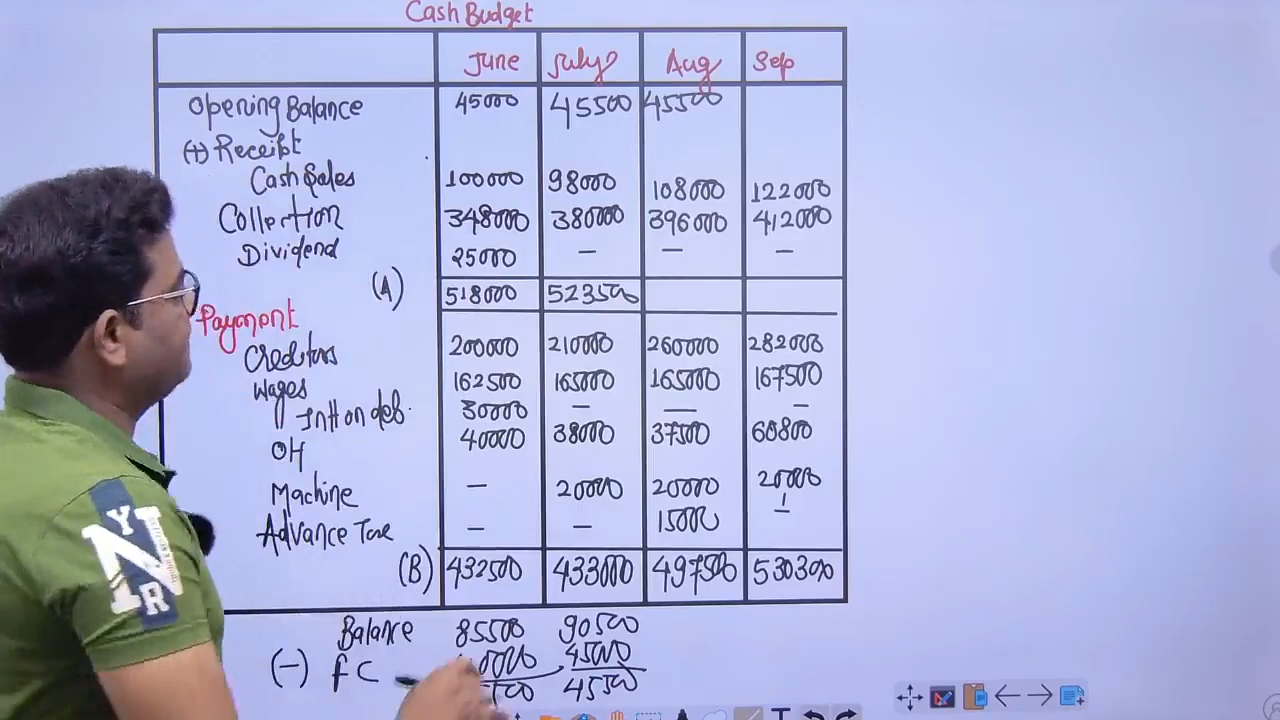 Cash Budget
June July Aug Sep
Opening Balance 45000 45500 45500
(+) Receipt
Cash Sales 100000 98000 108000 122000
Collection 348000 380000 396000 412000
Dividend 25000 — — —
(A) 518000 523500
Payment
Creditors 200000 210000 260000 282000
Wages 162500 165000 165000 167500
Intt on deb. 30000 — — —
OH 40000 38000 37500 60800
Machine — 20000 20000 20000
Advance Tax — — 15000 —
(B) 432500 433000 497500 530300
Balance 85500 90500
(-) FC 45000
45500
NY
R